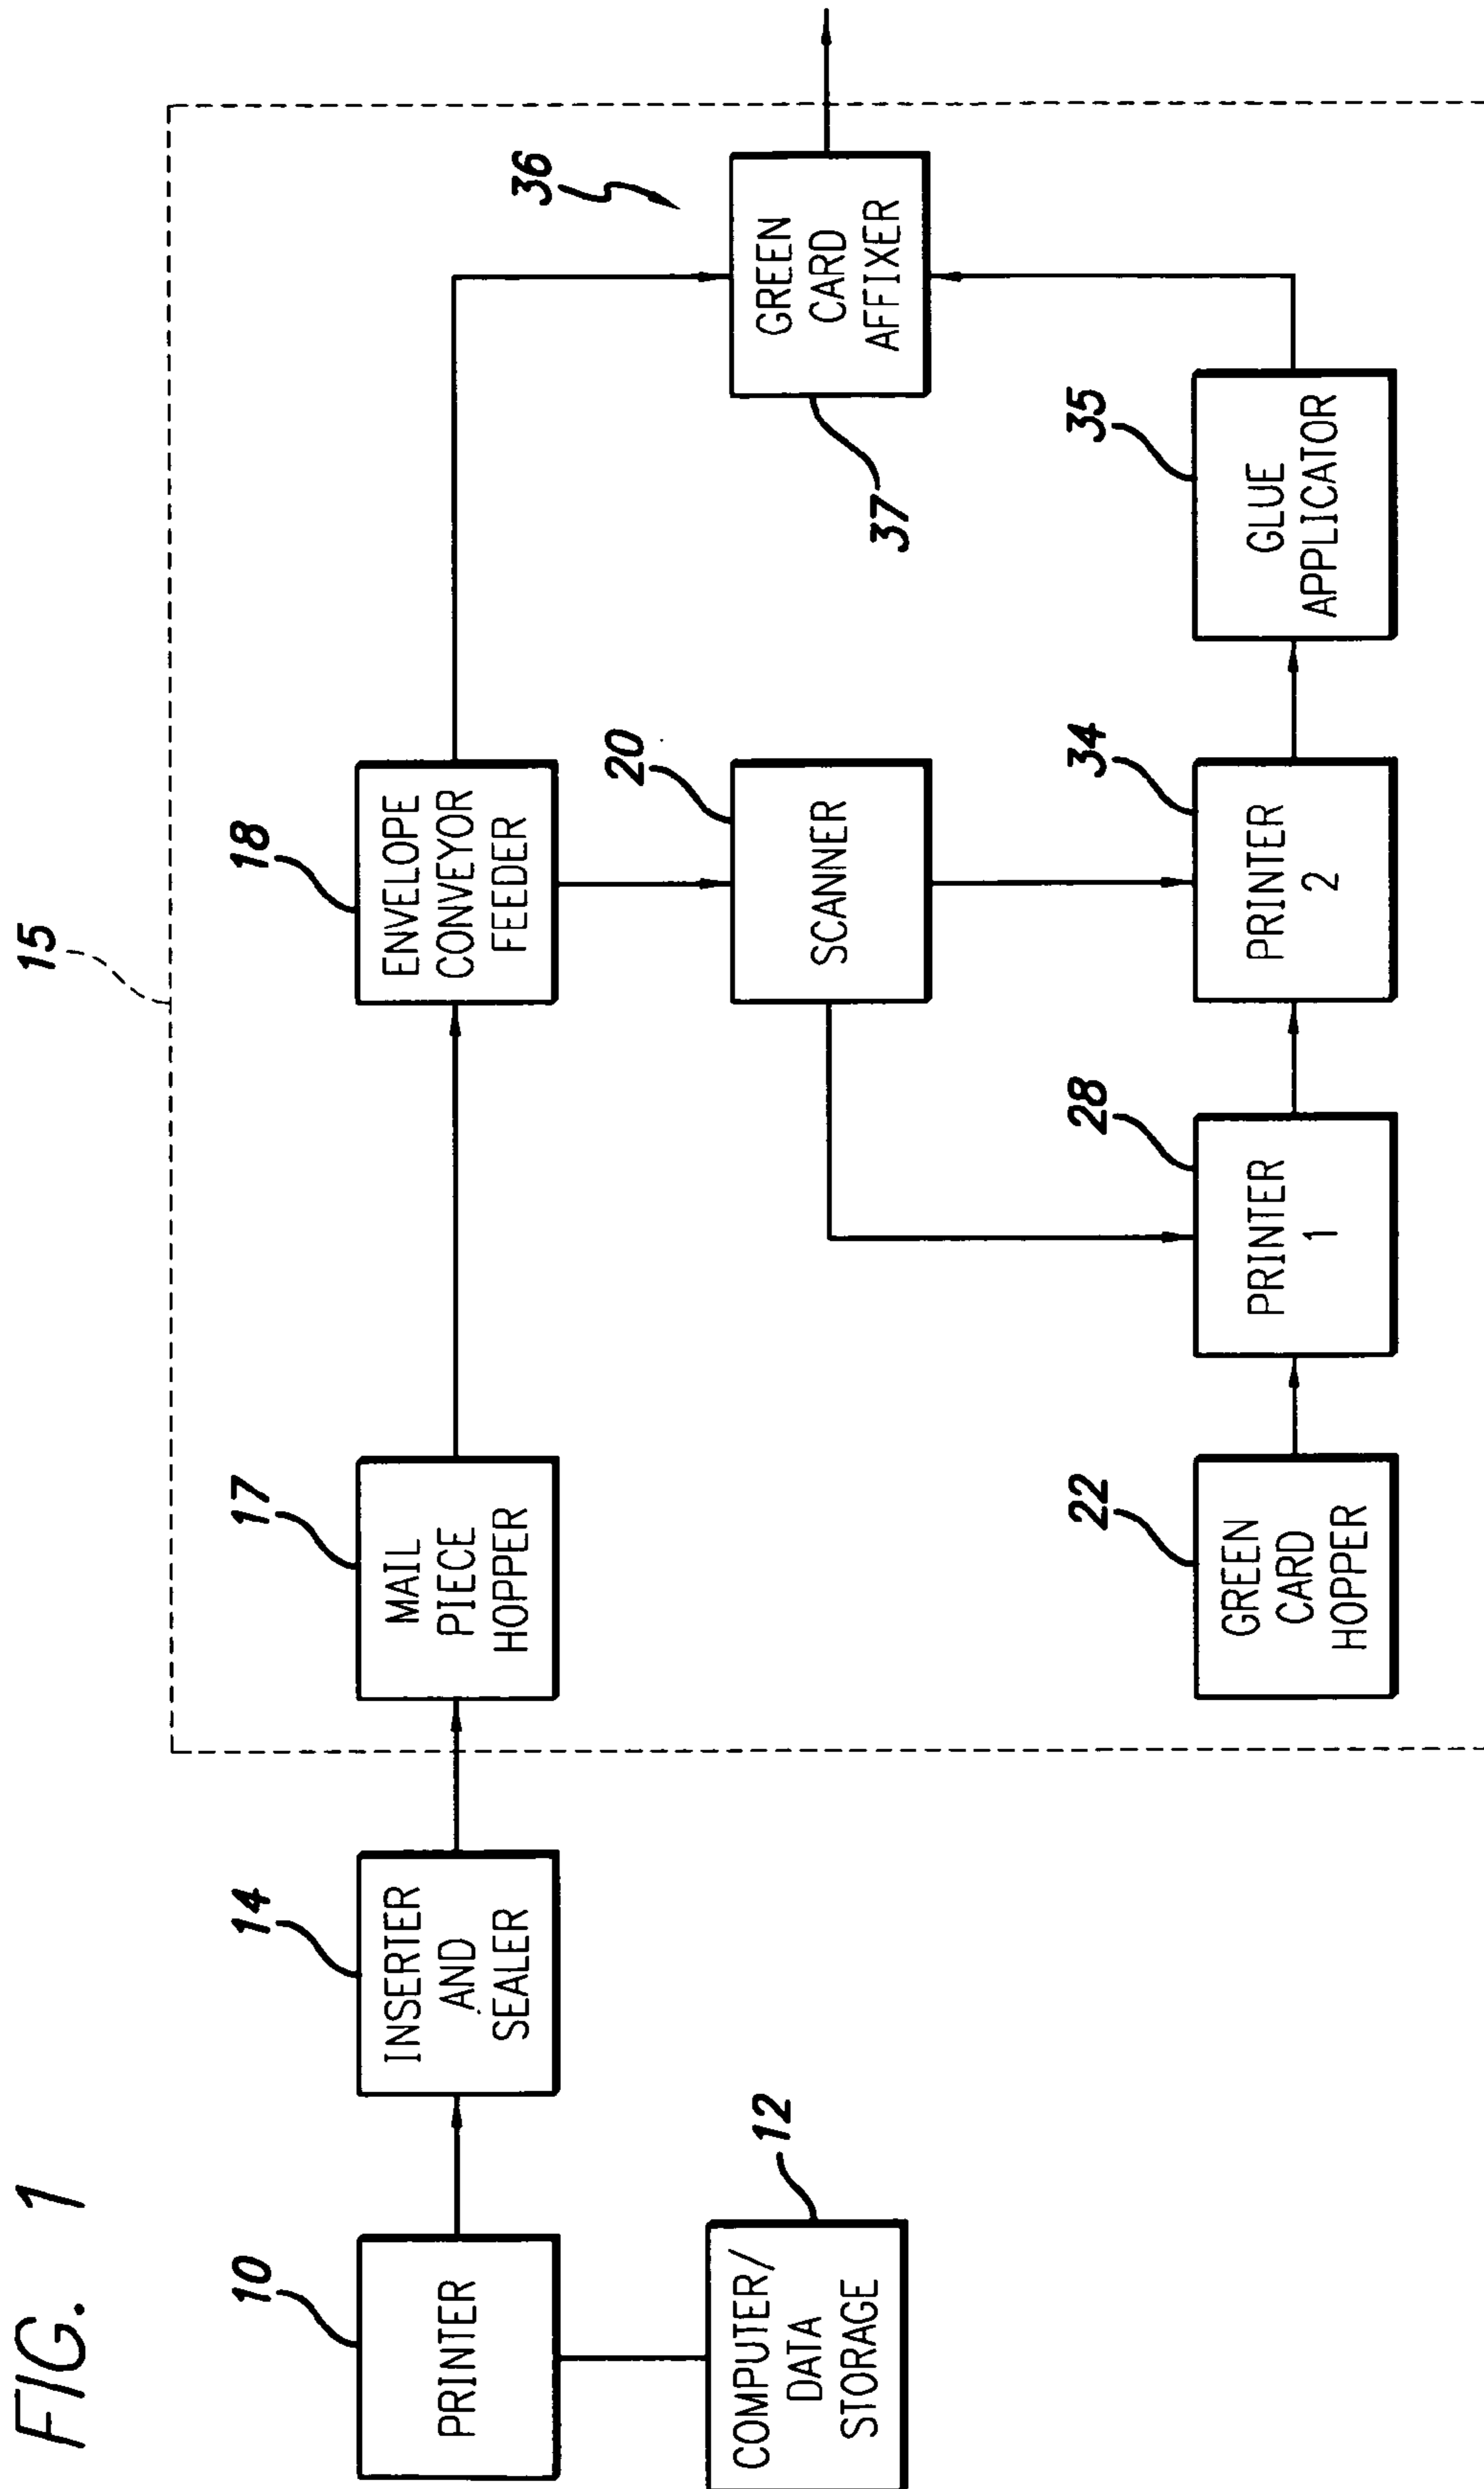 FIG. 1
15
10
PRINTER
12
COMPUTER/
DATA
STORAGE
14
INSERTER
AND
SEALER
17
MAIL
PIECE
HOPPER
18
ENVELOPE
CONVEYOR
FEEDER
20
SCANNER
22
GREEN
CARD
HOPPER
28
PRINTER
1
34
PRINTER
2
35
GLUE
APPLICATOR
36
GREEN
CARD
AFFIXER
37